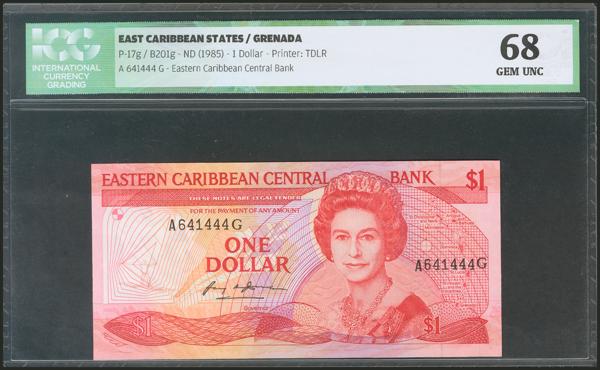 ICG
INTERNATIONAL
CURRENCY
GRADING
EAST CARIBBEAN STATES / GRENADA
P-17g / B201g - ND (1985) - 1 Dollar - Printer: TDLR
A 641444 G - Eastern Caribbean Central Bank
68
GEM UNC
EASTERN CARIBBEAN CENTRAL BANK $1
THESE NOTES ARE LEGAL TENDER
FOR THE PAYMENT OF ANY AMOUNT
A641444G
ONE
DOLLAR
A641444G
Governor
$1 $1